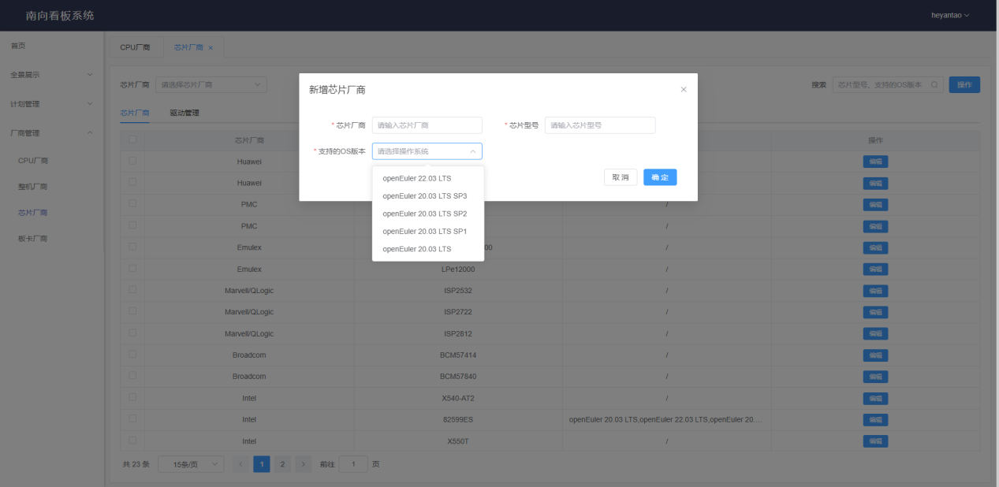 南向看板系统
heyantao
首页
全景展示
计划管理
厂商管理
CPU厂商
整机厂商
芯片厂商
板卡厂商
CPU厂商
芯片厂商 ×
芯片厂商 请选择芯片厂商
搜索 芯片型号、支持的OS版本 操作
芯片厂商 驱动管理
新增芯片厂商 ×
* 芯片厂商 请输入芯片厂商 * 芯片型号 请输入芯片型号
* 支持的OS版本 请选择操作系统
openEuler 22.03 LTS
openEuler 20.03 LTS SP3
openEuler 20.03 LTS SP2
openEuler 20.03 LTS SP1
openEuler 20.03 LTS
取 消 确 定
芯片厂商 操作
Huawei 编辑
Huawei 编辑
PMC / 编辑
PMC / 编辑
Emulex 00 / 编辑
Emulex LPe12000 / 编辑
Marvell/QLogic ISP2532 / 编辑
Marvell/QLogic ISP2722 / 编辑
Marvell/QLogic ISP2812 / 编辑
Broadcom BCM57414 / 编辑
Broadcom BCM57840 / 编辑
Intel X540-AT2 / 编辑
Intel 82599ES openEuler 20.03 LTS,openEuler 22.03 LTS,openEuler 20.… 编辑
Intel X550T / 编辑
共 23 条 15条/页 < 1 2 > 前往 1 页